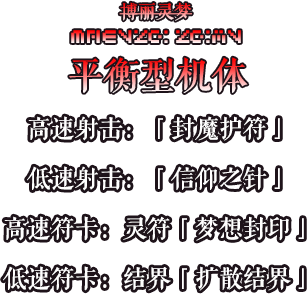 博丽灵梦
平衡型机体
高速射击：「封魔护符」
低速射击：「信仰之针」
高速符卡：灵符「梦想封印」
低速符卡：结界「扩散结界」